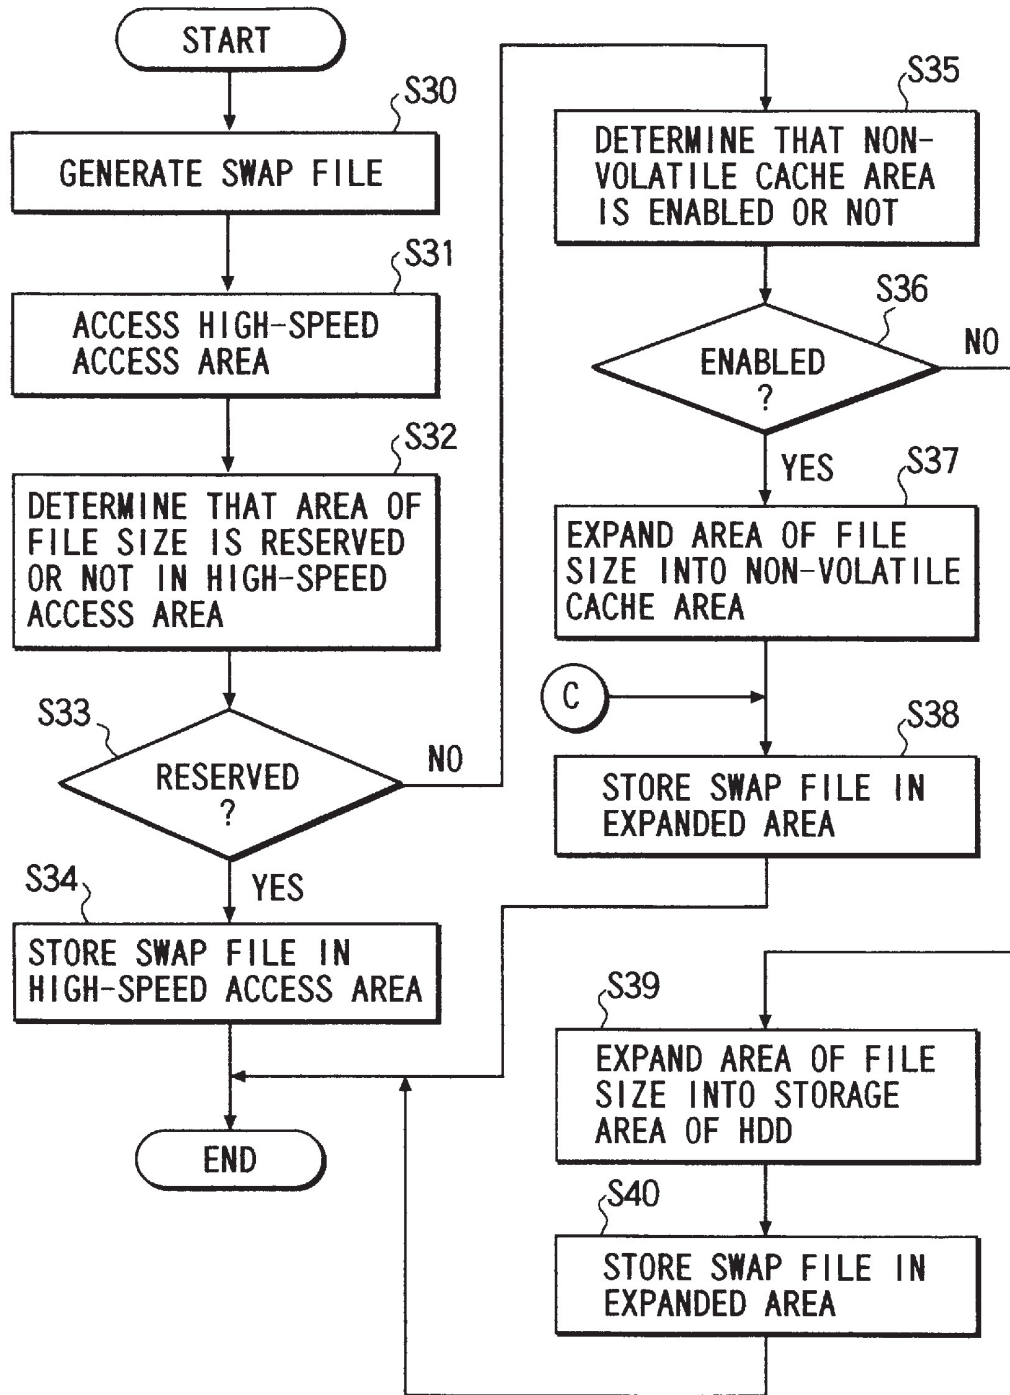 START
S30
GENERATE SWAP FILE
S31
ACCESS HIGH-SPEED
ACCESS AREA
S32
DETERMINE THAT AREA OF
FILE SIZE IS RESERVED
OR NOT IN HIGH-SPEED
ACCESS AREA
S33
RESERVED
?
NO
YES
S34
STORE SWAP FILE IN
HIGH-SPEED ACCESS AREA
END
S35
DETERMINE THAT NON-
VOLATILE CACHE AREA
IS ENABLED OR NOT
S36
ENABLED
?
NO
YES
S37
EXPAND AREA OF FILE
SIZE INTO NON-VOLATILE
CACHE AREA
C
S38
STORE SWAP FILE IN
EXPANDED AREA
S39
EXPAND AREA OF FILE
SIZE INTO STORAGE
AREA OF HDD
S40
STORE SWAP FILE IN
EXPANDED AREA